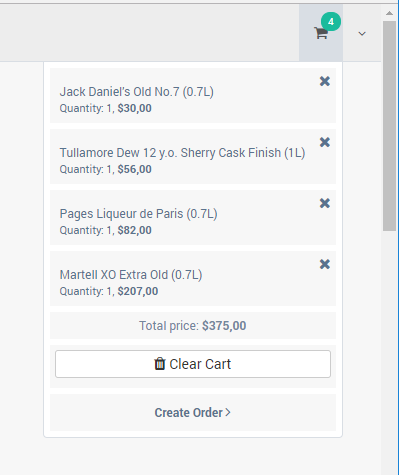 4
Jack Daniel's Old No.7 (0.7L)
Quantity: 1, $30,00
Tullamore Dew 12 y.o. Sherry Cask Finish (1L)
Quantity: 1, $56,00
Pages Liqueur de Paris (0.7L)
Quantity: 1, $82,00
Martell XO Extra Old (0.7L)
Quantity: 1, $207,00
Total price: $375,00
Clear Cart
Create Order